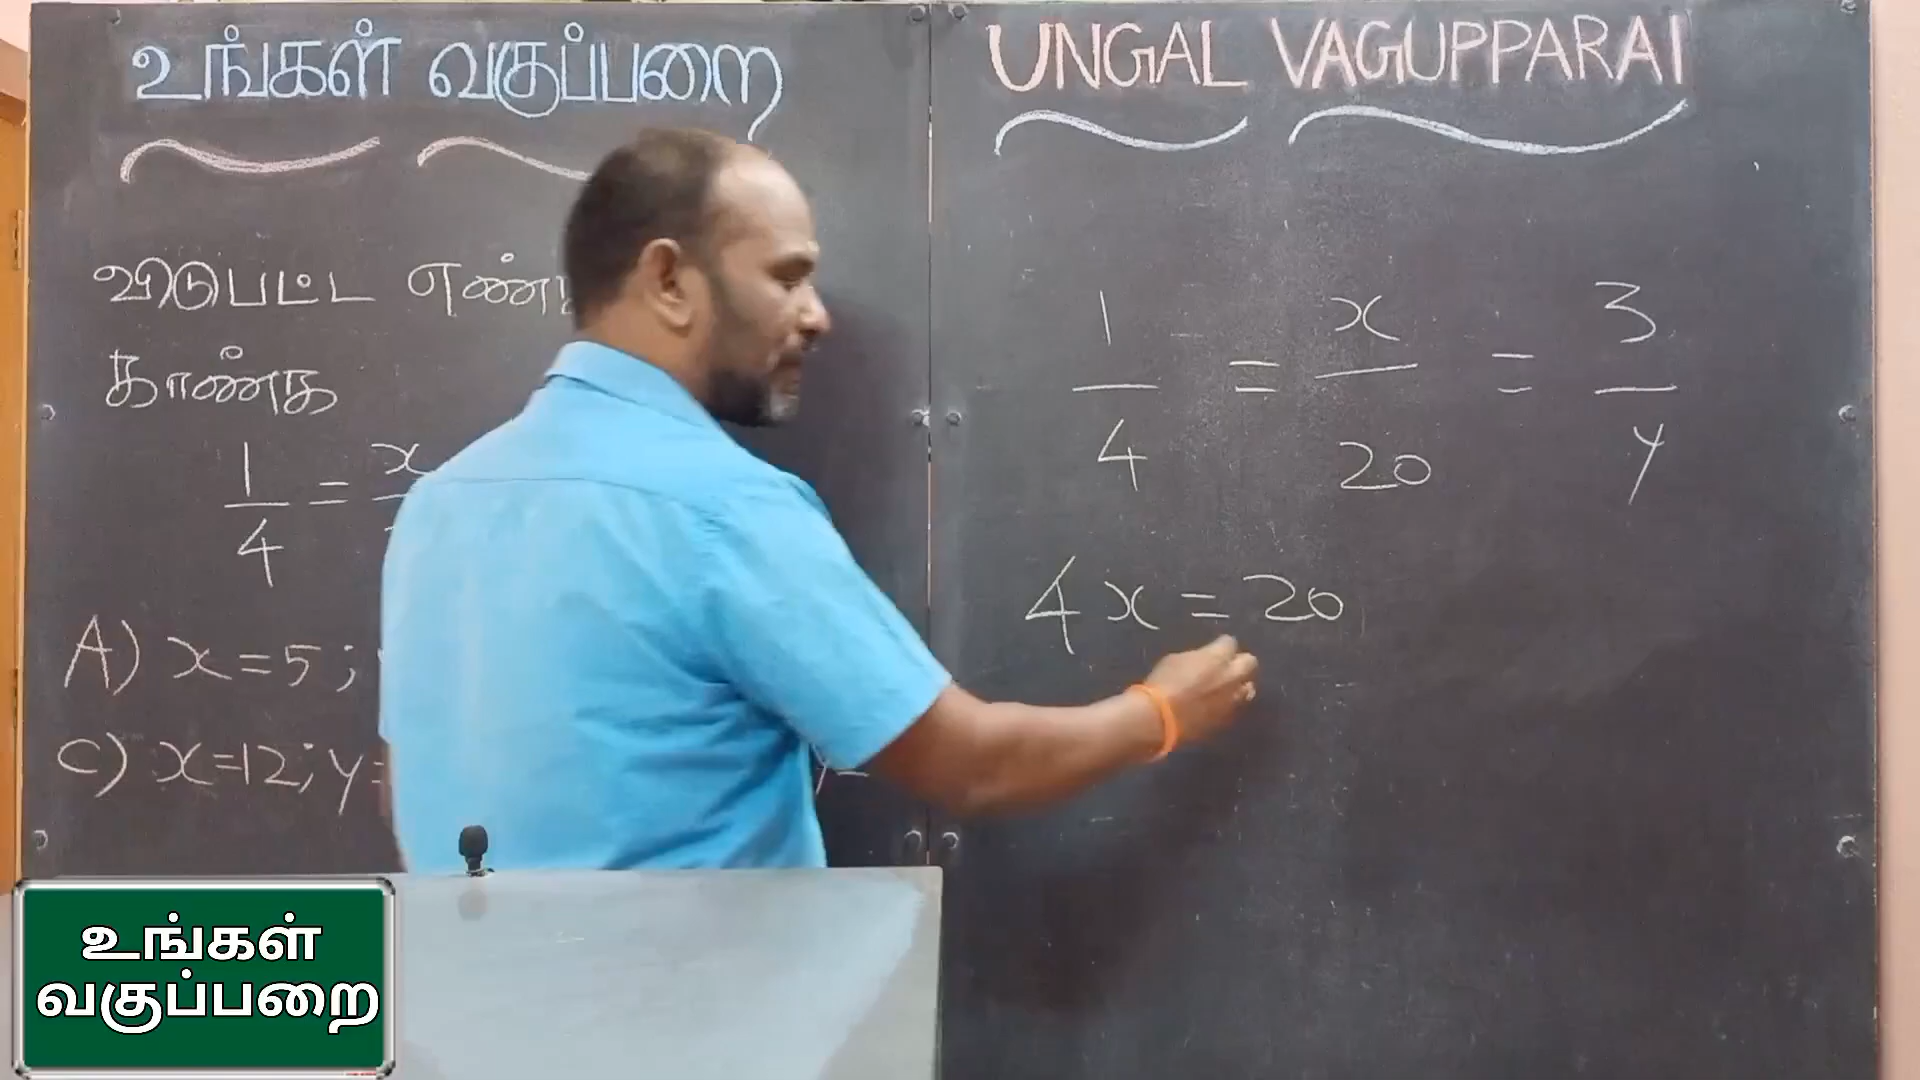 உங்கள் வகுப்பறை
விடுபட்ட
காண்க
1/4 = x
A) x = 5 ;
C) x = 12 ; y =
UNGAL VAGUPPARAI
1/4 = x/20 = 3/y
4x = 20
உங்கள்
வகுப்பறை